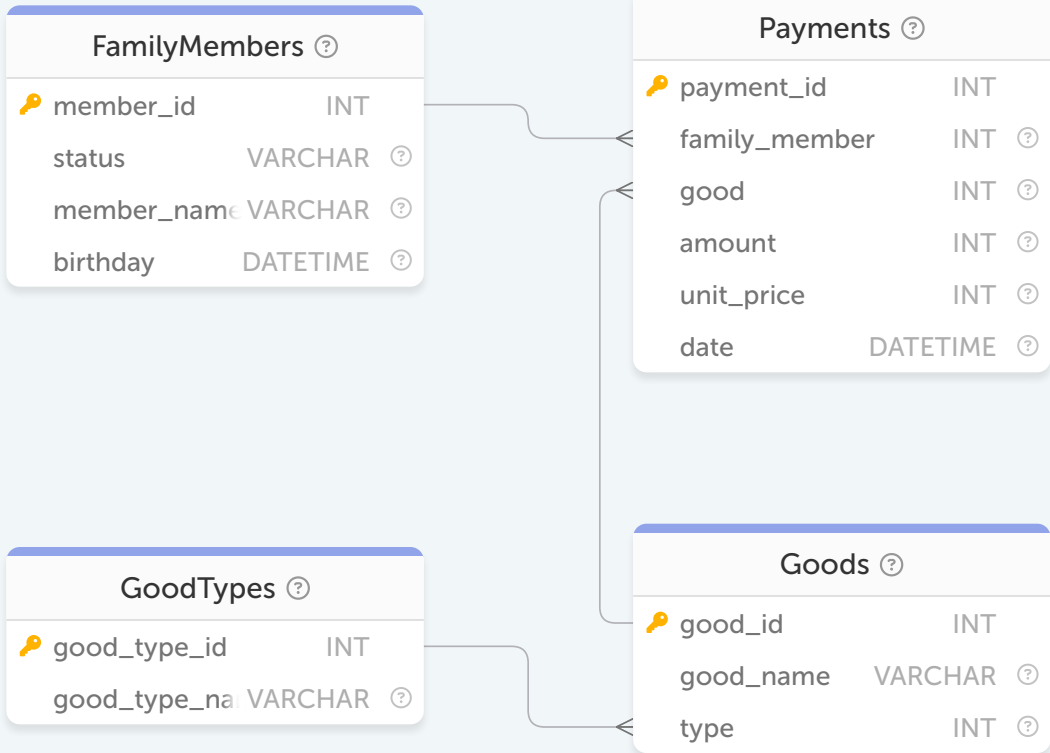 FamilyMembers ?
member_id INT
status VARCHAR ?
member_name VARCHAR ?
birthday DATETIME ?
Payments ?
payment_id INT
family_member INT ?
good INT ?
amount INT ?
unit_price INT ?
date DATETIME ?
GoodTypes ?
good_type_id INT
good_type_na VARCHAR ?
Goods ?
good_id INT
good_name VARCHAR ?
type INT ?